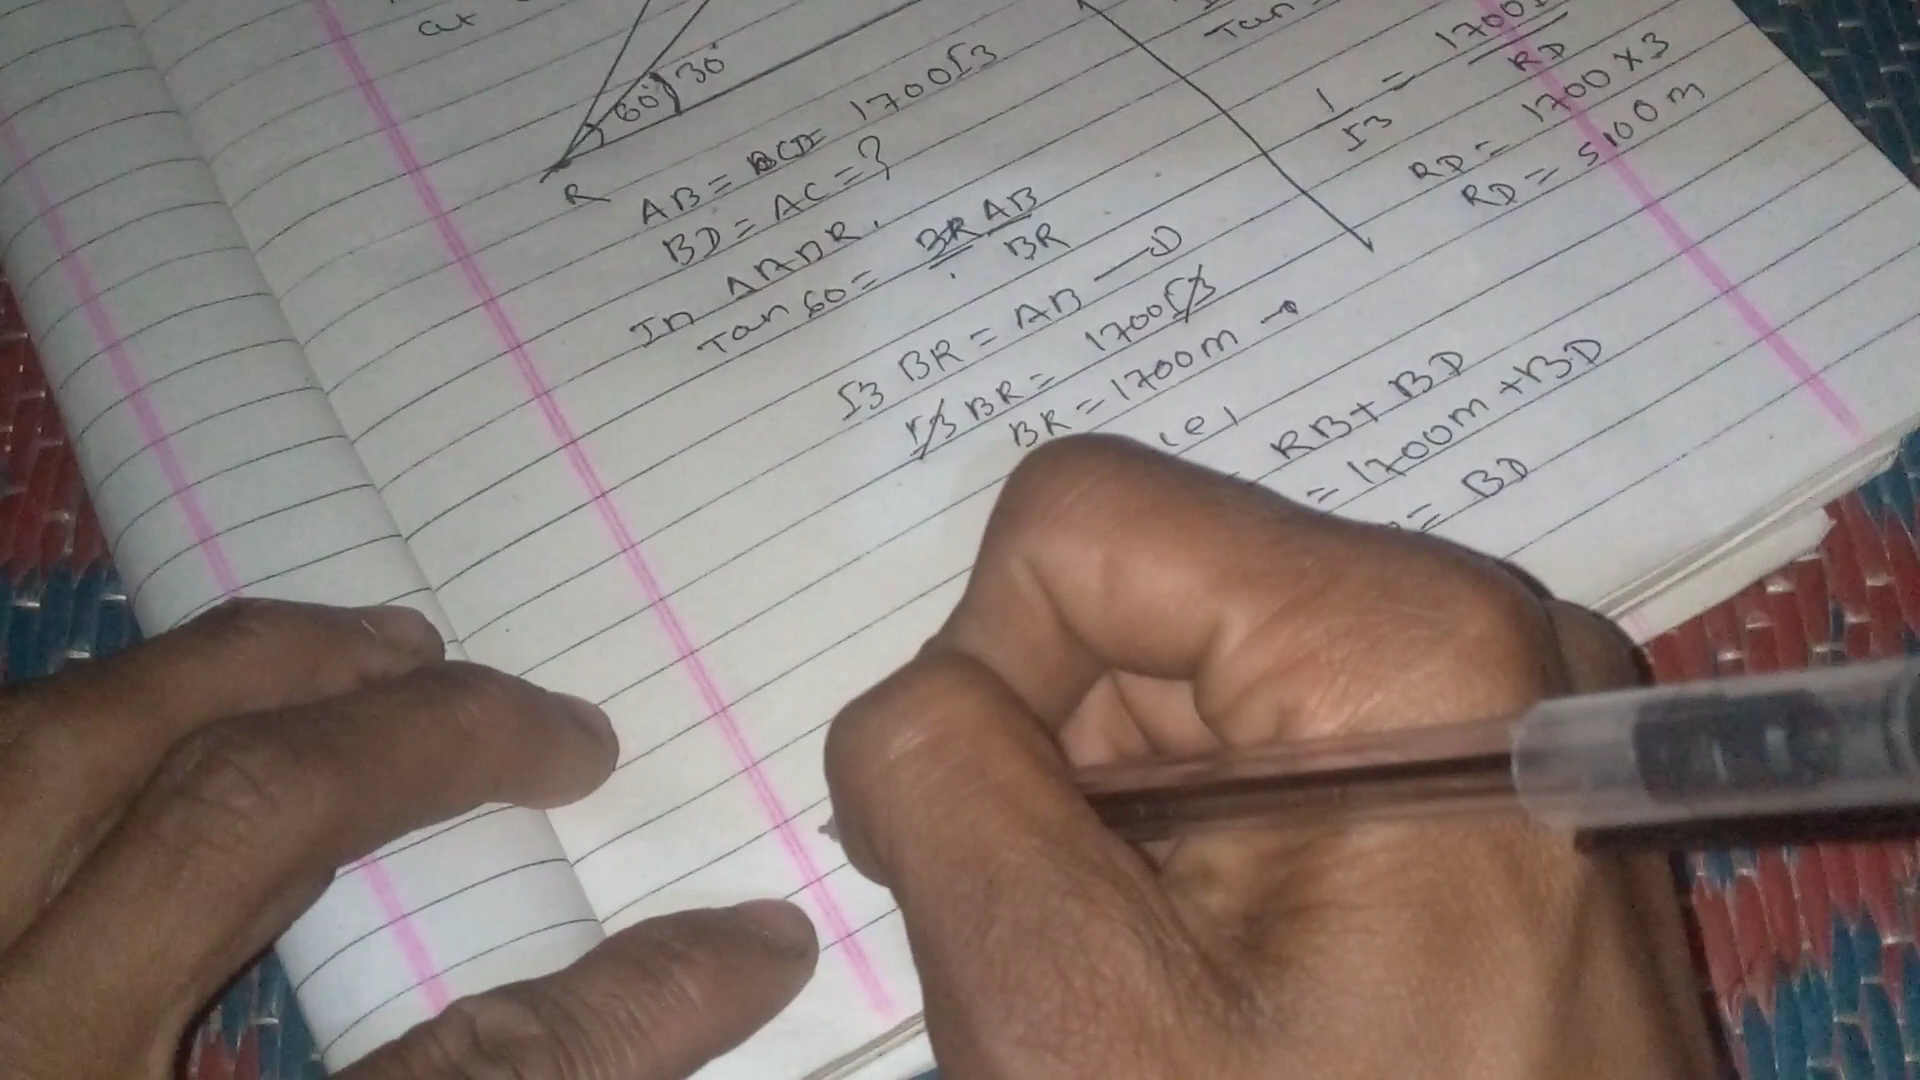 at
60° 30°
R
AB = CD = 1700√3
BD = AC = ?
In ΔABR.
Tan 60 = AB
BR
√3 BR = AB —①
√3 BR = 1700√3
BR = 1700m
Tan
1 = 1700
√3 RD
RD = 1700 × 3
RD = 5100 m
RB + BD
= 1700m + BD
= BD